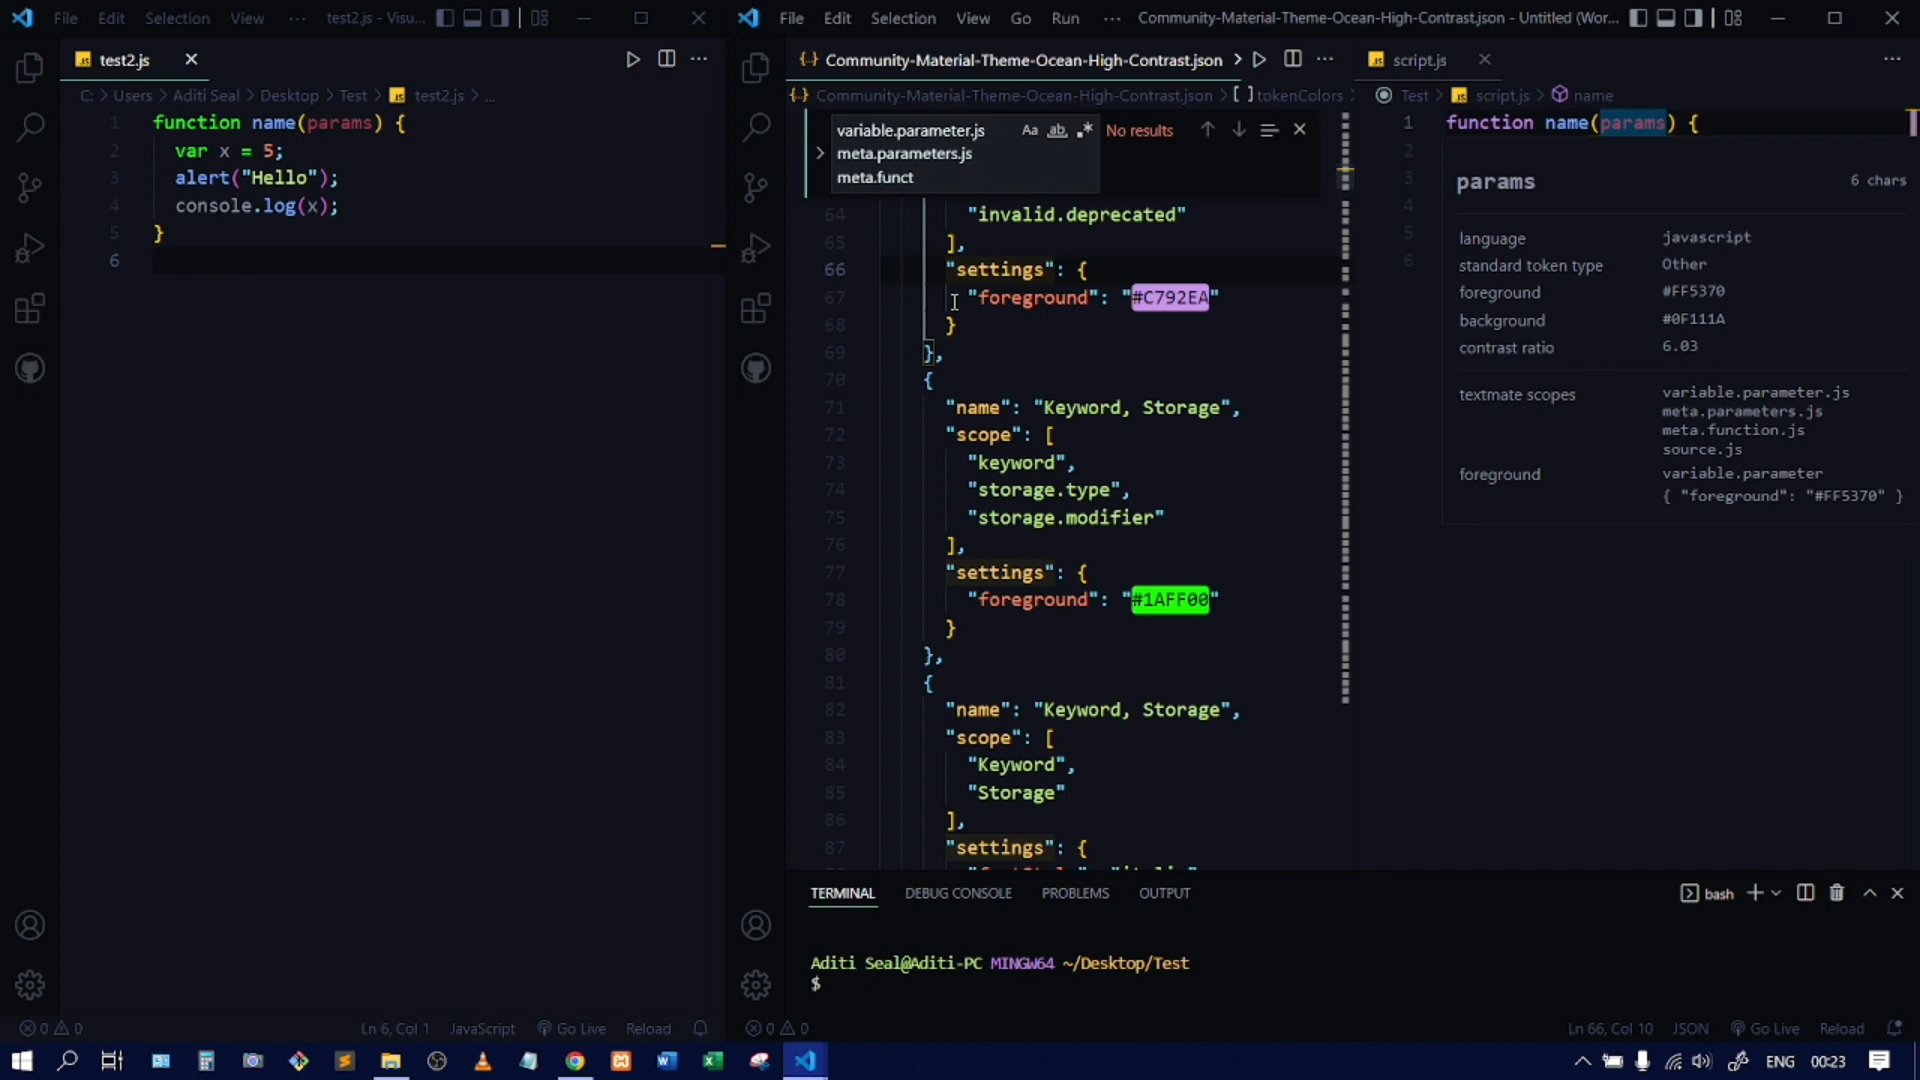 File Edit Selection View ··· test2.js - Visu...
test2.js
C: > Users > Aditi Seal > Desktop > Test > test2.js > ...
1 function name(params) {
2 var x = 5;
3 alert("Hello");
4 console.log(x);
5 }
6
0 0 Ln 6, Col 1 JavaScript Go Live Reload
File Edit Selection View Go Run ··· Community-Material-Theme-Ocean-High-Contrast.json - Untitled (Wor...
{··} Community-Material-Theme-Ocean-High-Contrast.json
{··} Community-Material-Theme-Ocean-High-Contrast.json > [ ] tokenColors
variable.parameter.js Aa ab .* No results
meta.parameters.js
meta.funct
64 "invalid.deprecated"
65 ],
66 "settings": {
67 "foreground": "#C792EA"
68 }
69 },
70 {
71 "name": "Keyword, Storage",
72 "scope": [
73 "keyword",
74 "storage.type",
75 "storage.modifier"
76 ],
77 "settings": {
78 "foreground": "#1AFF00"
79 }
80 },
81 {
82 "name": "Keyword, Storage",
83 "scope": [
84 "Keyword",
85 "Storage"
86 ],
87 "settings": {
script.js
Test > script.js > name
1 function name(params) {
2
3
4
5
6
params 6 chars
language javascript
standard token type Other
foreground #FF5370
background #0F111A
contrast ratio 6.03
textmate scopes variable.parameter.js
meta.parameters.js
meta.function.js
source.js
foreground variable.parameter
{ "foreground": "#FF5370" }
TERMINAL DEBUG CONSOLE PROBLEMS OUTPUT bash
Aditi Seal@Aditi-PC MINGW64 ~/Desktop/Test
$
0 0 Ln 66, Col 10 JSON Go Live Reload
ENG 00:23